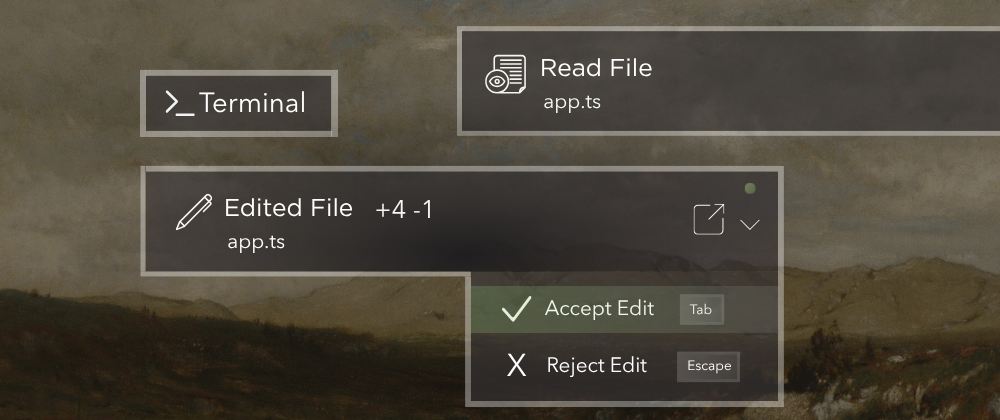 Read File
app.ts
>_Terminal
Edited File +4 -1
app.ts
Accept Edit Tab
X Reject Edit Escape